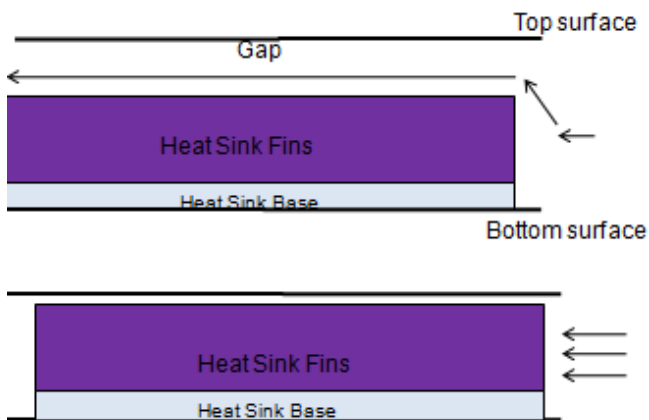 Top surface
Gap
Heat Sink Fins
Heat Sink Base
Bottom surface
Heat Sink Fins
Heat Sink Base